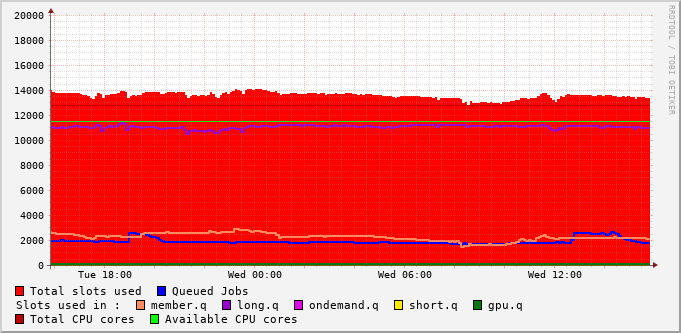 RRDTOOL / TOBI OETIKER
20000
18000
16000
14000
12000
10000
8000
6000
4000
2000
0
Tue 18:00 Wed 00:00 Wed 06:00 Wed 12:00
Total slots used Queued Jobs
Slots used in : member.q long.q ondemand.q short.q gpu.q
Total CPU cores Available CPU cores